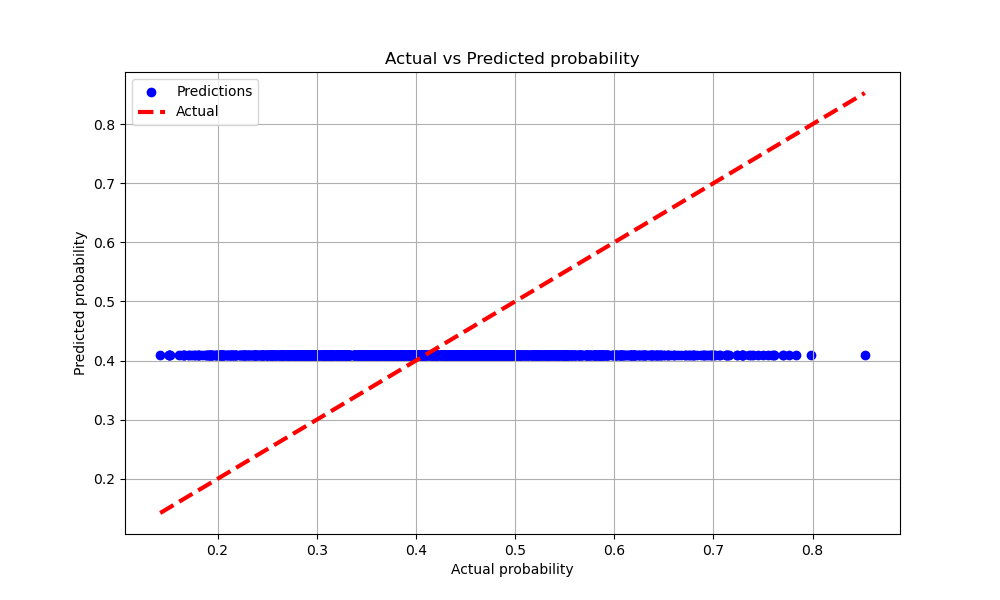 Actual vs Predicted probability
Predictions
Actual
Predicted probability
0.8
0.7
0.6
0.5
0.4
0.3
0.2
0.2 0.3 0.4 0.5 0.6 0.7 0.8
Actual probability